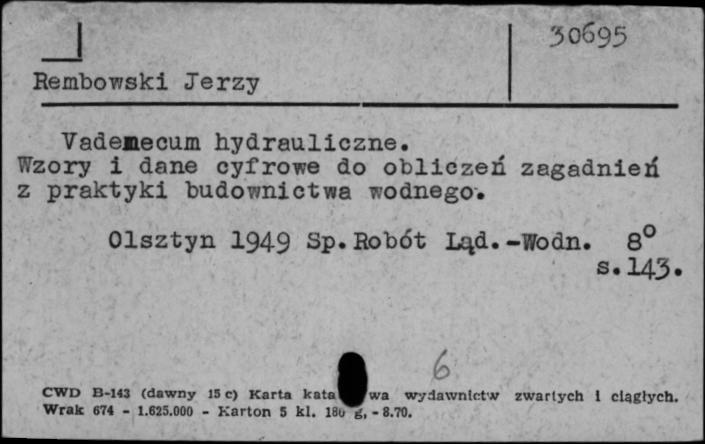 30695
Rembowski Jerzy
Vademecum hydrauliczne.
Wzory i dane cyfrowe do obliczeń zagadnień
z praktyki budownictwa wodnego.
Olsztyn 1949 Sp. Robót Ląd.-Wodn. 8°
s. 143.
6
CWD B-143 (dawny 15 c) Karta kata wa wydawnictw zwartych i ciągłych.
Wrak 674 - 1.625.000 - Karton 5 kl. 180 g, - 8.70.